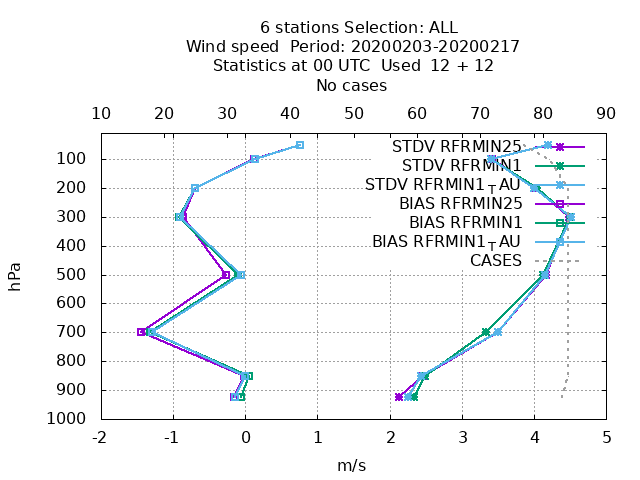 6 stations Selection: ALL
Wind speed  Period: 20200203-20200217
Statistics at 00 UTC  Used  12 + 12
No cases
10 20 30 40 50 60 70 80 90
100
200
300
400
500
600
700
800
900
1000
hPa
STDV RFRMIN25
STDV RFRMIN1
STDV RFRMIN1TAU
BIAS RFRMIN25
BIAS RFRMIN1
BIAS RFRMIN1TAU
CASES
-2 -1 0 1 2 3 4 5
m/s